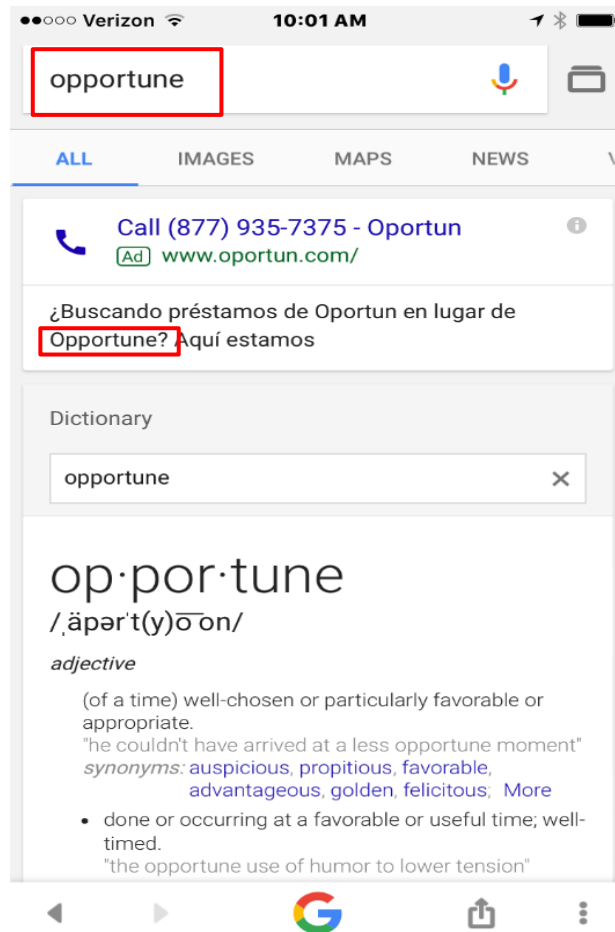 ●●○○○ Verizon 10:01 AM
opportune
ALL IMAGES MAPS NEWS
Call (877) 935-7375 - Oportun
Ad www.oportun.com/
¿Buscando préstamos de Oportun en lugar de
Opportune? Aquí estamos
Dictionary
opportune
op·por·tune
/ˌäpərˈt(y)o͞on/
adjective
(of a time) well-chosen or particularly favorable or
appropriate.
"he couldn't have arrived at a less opportune moment"
synonyms: auspicious, propitious, favorable,
advantageous, golden, felicitous; More
• done or occurring at a favorable or useful time; well-
timed.
"the opportune use of humor to lower tension"